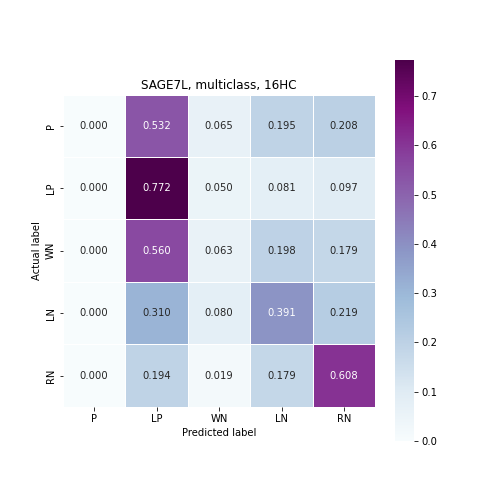 SAGE7L, multiclass, 16HC
P 0.000 0.532 0.065 0.195 0.208
LP 0.000 0.772 0.050 0.081 0.097
WN 0.000 0.560 0.063 0.198 0.179
LN 0.000 0.310 0.080 0.391 0.219
RN 0.000 0.194 0.019 0.179 0.608
Actual label
P LP WN LN RN
Predicted label
0.7
0.6
0.5
0.4
0.3
0.2
0.1
0.0